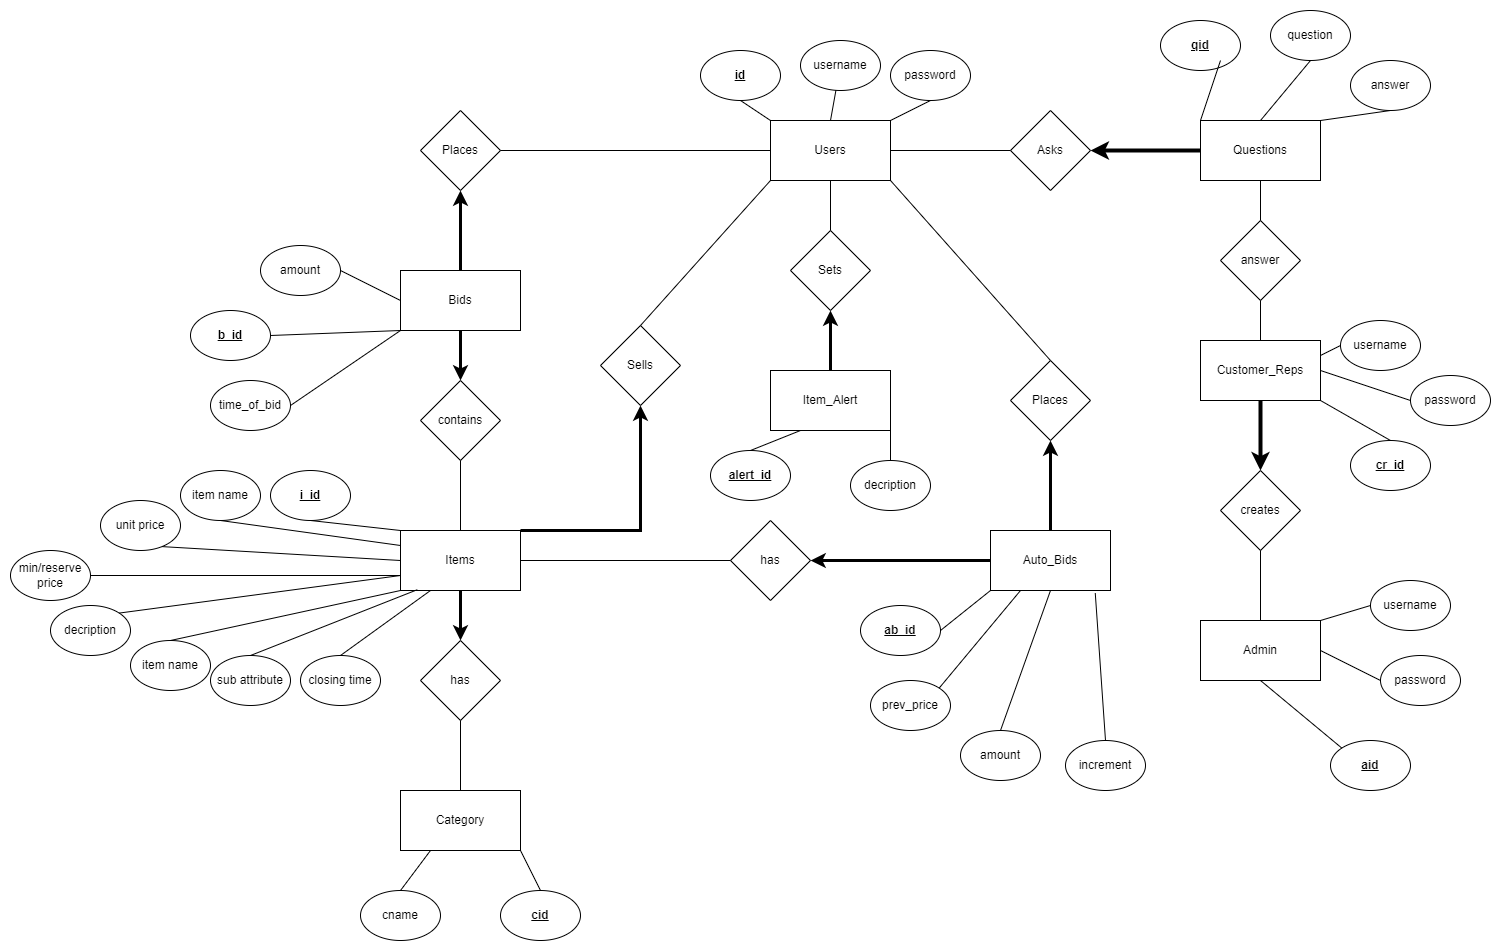 qid
question
id
username
password
answer
Places
Users
Asks
Questions
amount
Bids
Sets
answer
b_id
Sells
username
Customer_Reps
time_of_bid
contains
Item_Alert
Places
password
item name
i_id
alert_id
decription
cr_id
unit price
creates
min/reserve
price
Items
has
Auto_Bids
decription
ab_id
username
item name
sub attribute
closing time
has
Admin
password
prev_price
amount
increment
aid
Category
cname
cid